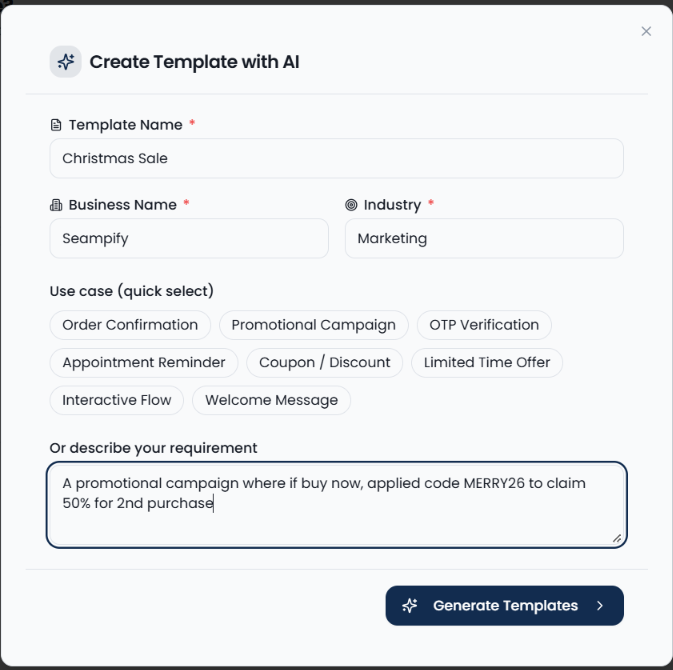 Create Template with AI
Template Name *
Christmas Sale
Business Name *
Industry *
Seampify
Marketing
Use case (quick select)
Order Confirmation
Promotional Campaign
OTP Verification
Appointment Reminder
Coupon / Discount
Limited Time Offer
Interactive Flow
Welcome Message
Or describe your requirement
A promotional campaign where if buy now, applied code MERRY26 to claim
50% for 2nd purchase
Generate Templates